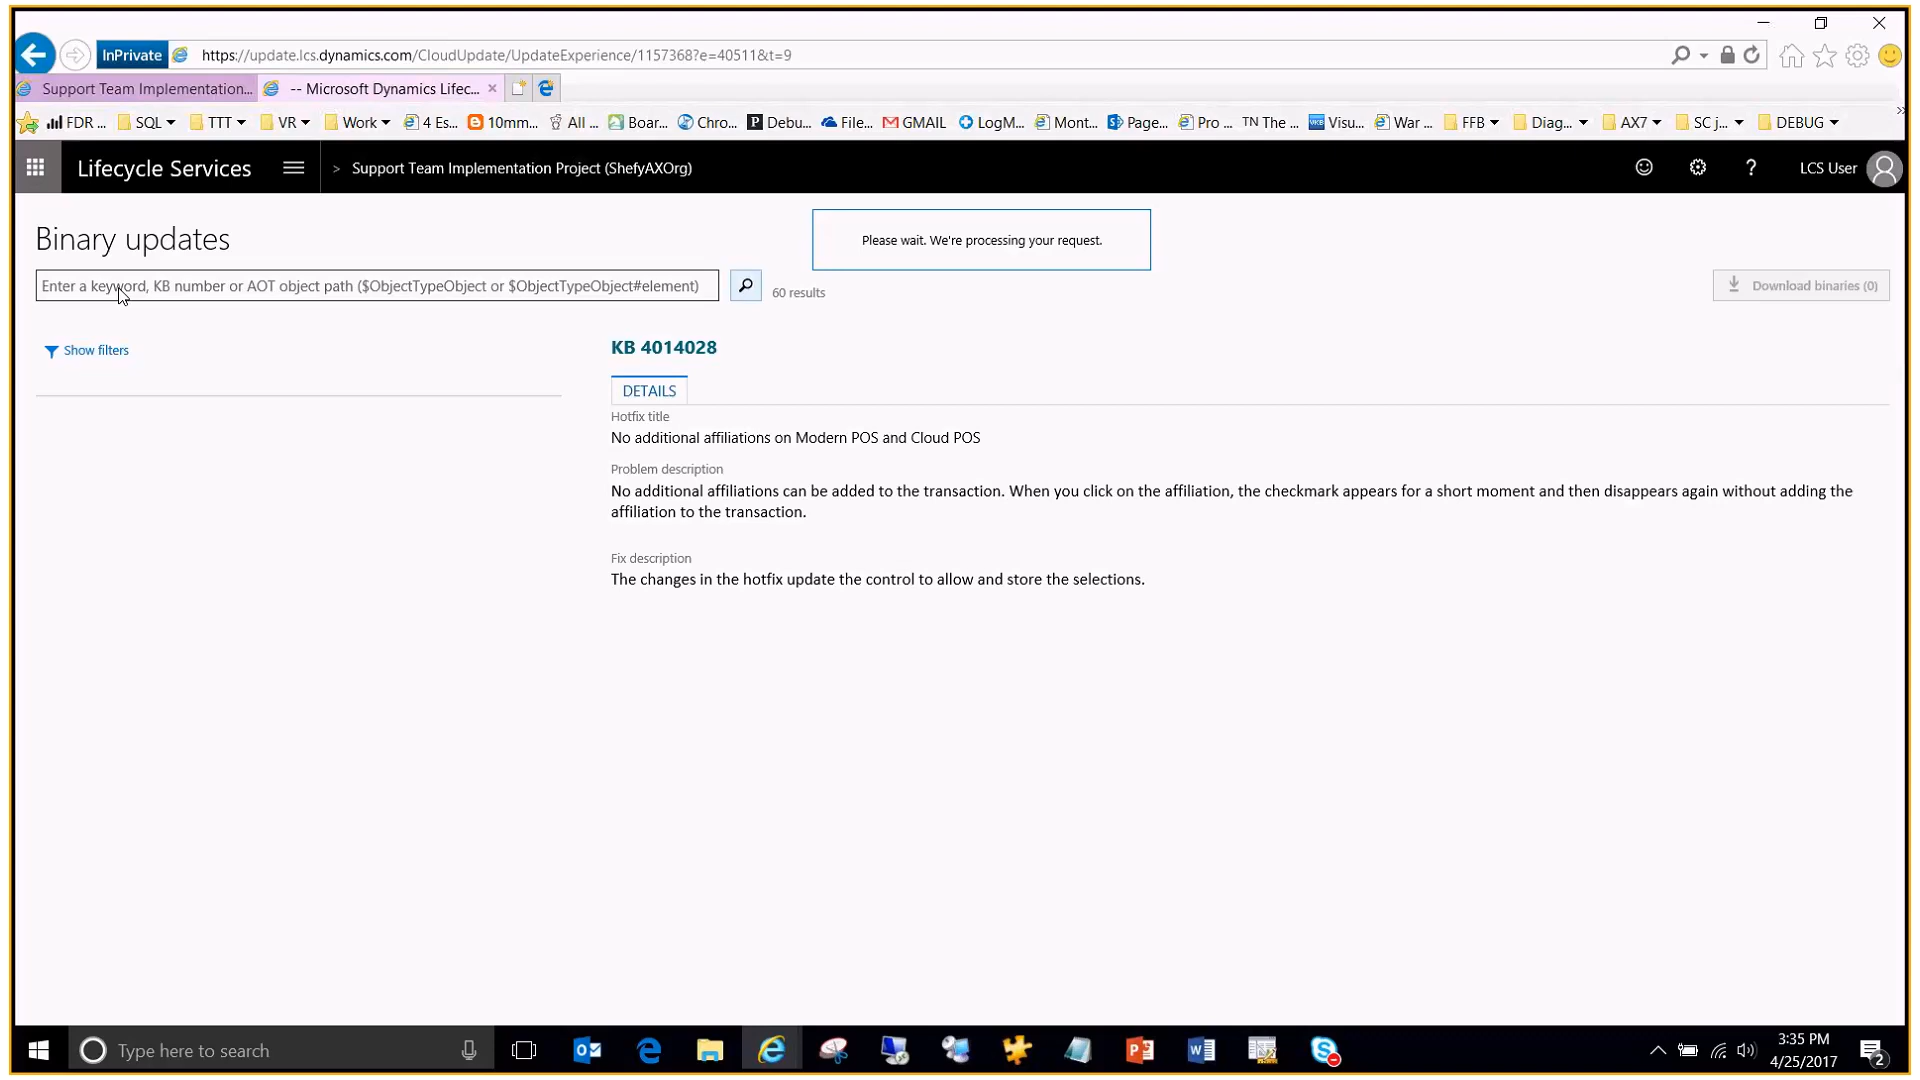 InPrivate
https://update.lcs.dynamics.com/CloudUpdate/UpdateExperience/1157368?e=40511&t=9
Support Team Implementation...
-- Microsoft Dynamics Lifec...
FDR ...
SQL
TTT
VR
Work
4 Es...
10mm...
All ...
Boar...
Chro...
Debu...
File...
GMAIL
LogM...
Mont...
Page...
Pro ...
TN The ...
Visu...
War ...
FFB
Diag...
AX7
SC j...
DEBUG
Lifecycle Services
> Support Team Implementation Project (ShefyAXOrg)
LCS User
Binary updates
Please wait. We're processing your request.
Enter a keyword, KB number or AOT object path ($ObjectTypeObject or $ObjectTypeObject#element)
60 results
Download binaries (0)
Show filters
KB 4014028
DETAILS
Hotfix title
No additional affiliations on Modern POS and Cloud POS
Problem description
No additional affiliations can be added to the transaction. When you click on the affiliation, the checkmark appears for a short moment and then disappears again without adding the
affiliation to the transaction.
Fix description
The changes in the hotfix update the control to allow and store the selections.
Type here to search
3:35 PM
4/25/2017
2